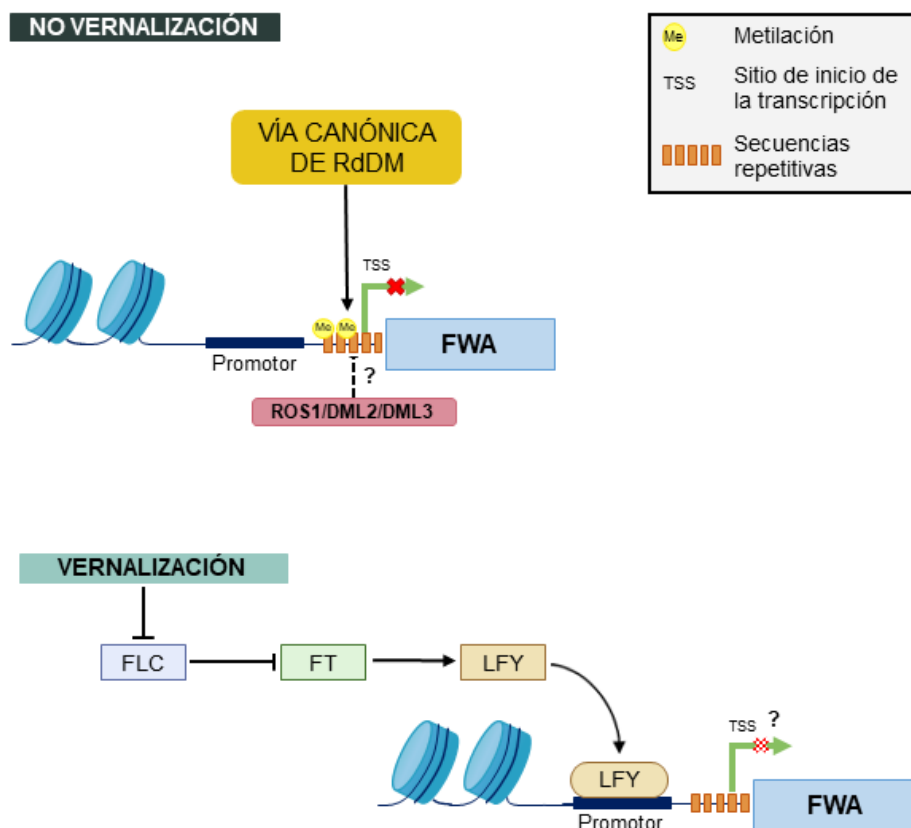 NO VERNALIZACIÓN
Me
Metilación
TSS
Sitio de inicio de
la transcripción
Secuencias
repetitivas
VÍA CANÓNICA
DE RdDM
TSS
Me
Me
FWA
Promotor
?
ROS1/DML2/DML3
VERNALIZACIÓN
FLC
FT
LFY
TSS
?
LFY
FWA
Promotor